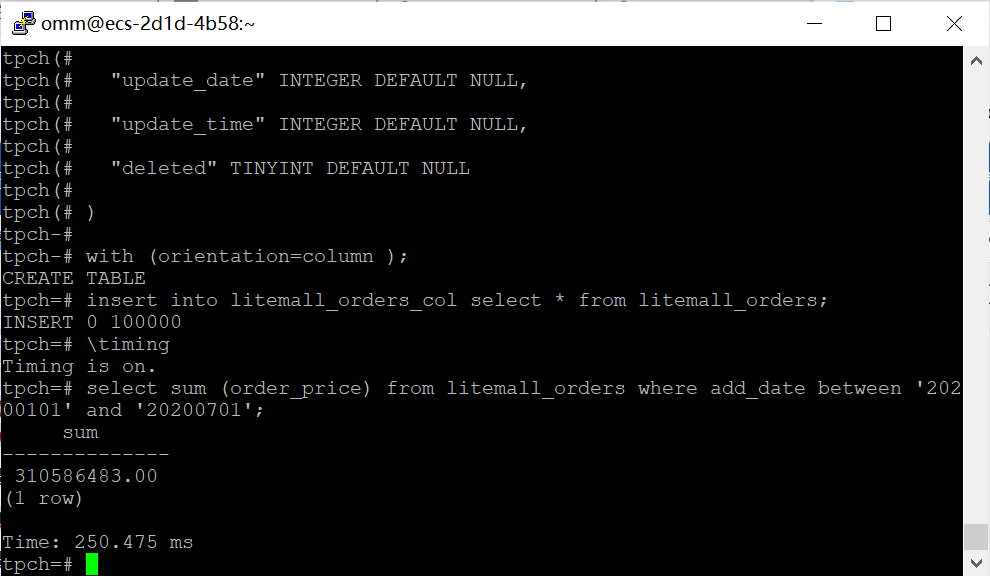 omm@ecs-2d1d-4b58:~
tpch(#
tpch(#   "update_date" INTEGER DEFAULT NULL,
tpch(#
tpch(#   "update_time" INTEGER DEFAULT NULL,
tpch(#
tpch(#   "deleted" TINYINT DEFAULT NULL
tpch(#
tpch(# )
tpch-#
tpch-# with (orientation=column );
CREATE TABLE
tpch=# insert into litemall_orders_col select * from litemall_orders;
INSERT 0 100000
tpch=# \timing
Timing is on.
tpch=# select sum (order_price) from litemall_orders where add_date between '202
00101' and '20200701';
     sum
--------------
 310586483.00
(1 row)
Time: 250.475 ms
tpch=#